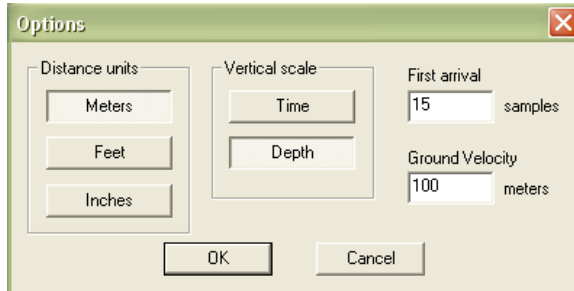 Options
Distance units
Meters
Feet
Inches
Vertical scale
Time
Depth
First arrival
15 samples
Ground Velocity
100 meters
OK
Cancel